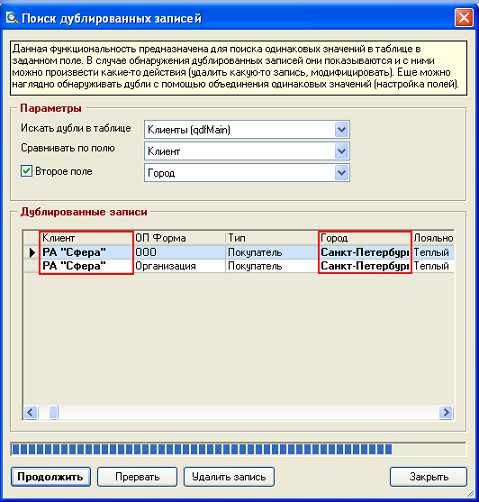 Поиск дублированных записей
Данная функциональность предназначена для поиска одинаковых значений в таблице в
заданном поле. В случае обнаружения дублированных записей они показываются и с ними
можно произвести какие-то действия (удалить какую-то запись, модифицировать). Еще можно
наглядно обнаруживать дубли с помощью объединения одинаковых значений (настройка полей).
Параметры
Искать дубли в таблице Клиенты (qdfMain)
Сравнивать по полю Клиент
Второе поле Город
Дублированные записи
Клиент ОП Форма Тип Город Лояльно
РА "Сфера" ООО Покупатель Санкт-Петербур Теплый
РА "Сфера" Организация Покупатель Санкт-Петербур Теплый
Продолжить Прервать Удалить запись Закрыть